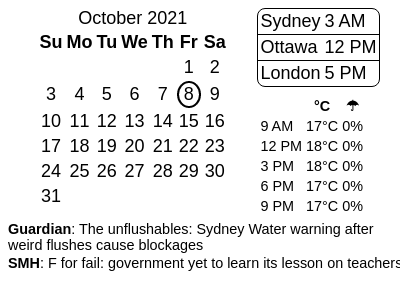 October 2021
Su Mo Tu We Th Fr Sa
1 2
3 4 5 6 7 8 9
10 11 12 13 14 15 16
17 18 19 20 21 22 23
24 25 26 27 28 29 30
31
Sydney 3 AM
Ottawa 12 PM
London 5 PM
°C ☂
9 AM 17°C 0%
12 PM 18°C 0%
3 PM 18°C 0%
6 PM 17°C 0%
9 PM 17°C 0%
Guardian: The unflushables: Sydney Water warning after
weird flushes cause blockages
SMH: F for fail: government yet to learn its lesson on teachers